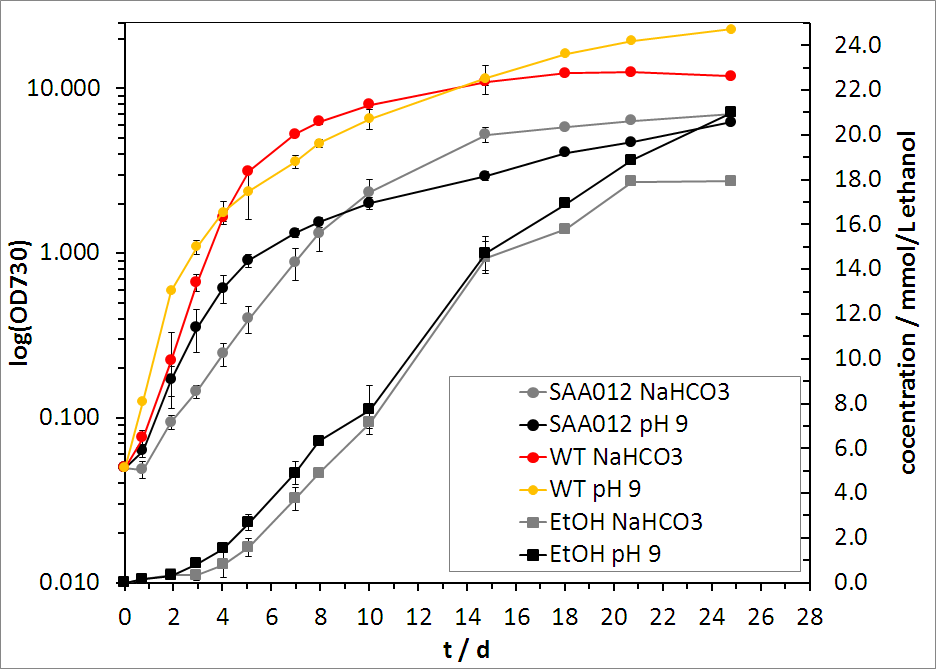 log(OD730)
10.000
1.000
0.100
0.010
24.0
22.0
20.0
18.0
16.0
14.0
12.0
10.0
8.0
6.0
4.0
2.0
0.0
cocentration / mmol/L ethanol
SAA012 NaHCO3
SAA012 pH 9
WT NaHCO3
WT pH 9
EtOH NaHCO3
EtOH pH 9
0 2 4 6 8 10 12 14 16 18 20 22 24 26 28
t / d